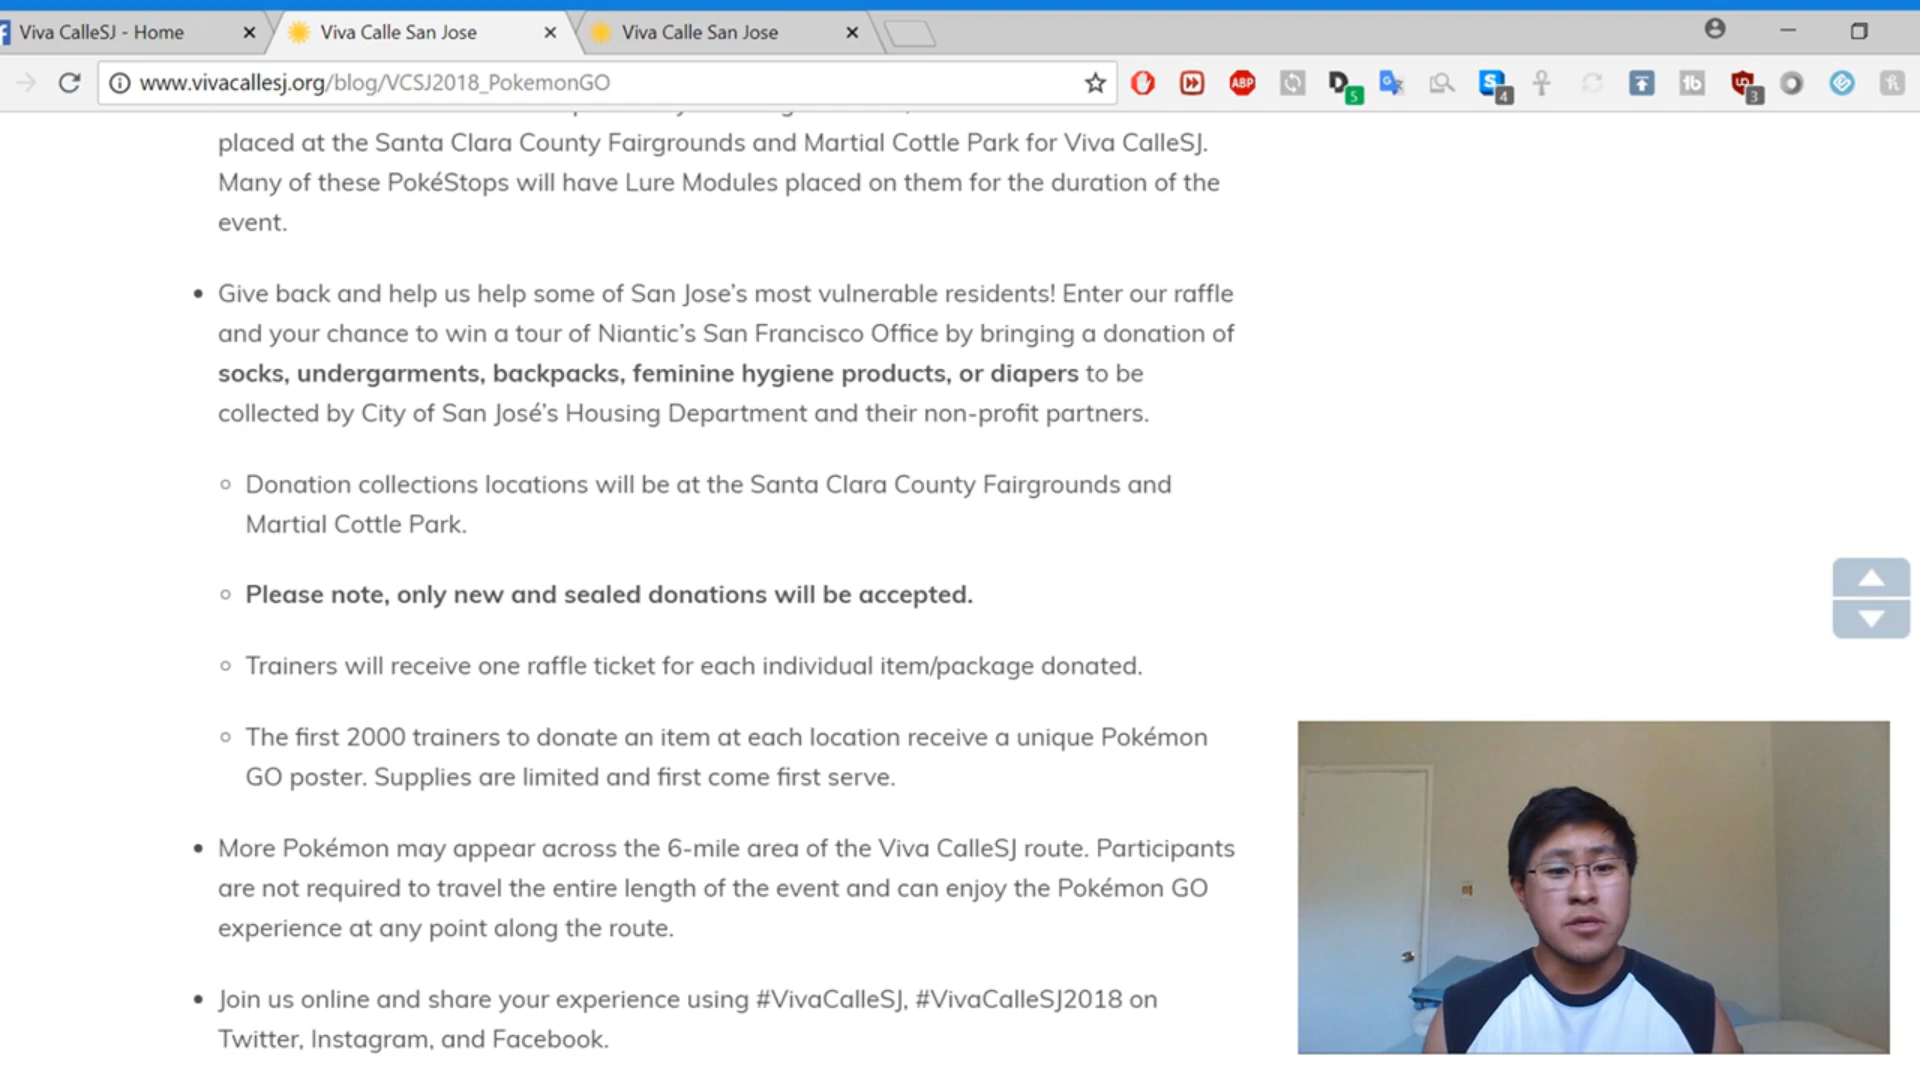 Viva CalleSJ - Home
Viva Calle San Jose
Viva Calle San Jose
www.vivacallesj.org/blog/VCSJ2018_PokemonGO
ABP
5
4
3
placed at the Santa Clara County Fairgrounds and Martial Cottle Park for Viva CalleSJ.
Many of these PokéStops will have Lure Modules placed on them for the duration of the
event.
Give back and help us help some of San Jose’s most vulnerable residents! Enter our raffle
and your chance to win a tour of Niantic’s San Francisco Office by bringing a donation of
socks, undergarments, backpacks, feminine hygiene products, or diapers to be
collected by City of San José’s Housing Department and their non-profit partners.
Donation collections locations will be at the Santa Clara County Fairgrounds and
Martial Cottle Park.
Please note, only new and sealed donations will be accepted.
Trainers will receive one raffle ticket for each individual item/package donated.
The first 2000 trainers to donate an item at each location receive a unique Pokémon
GO poster. Supplies are limited and first come first serve.
More Pokémon may appear across the 6-mile area of the Viva CalleSJ route. Participants
are not required to travel the entire length of the event and can enjoy the Pokémon GO
experience at any point along the route.
Join us online and share your experience using #VivaCalleSJ, #VivaCalleSJ2018 on
Twitter, Instagram, and Facebook.